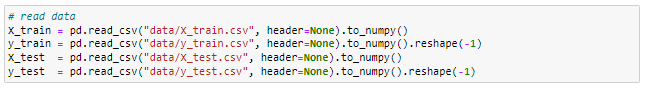 # read data
X_train = pd.read_csv("data/X_train.csv", header=None).to_numpy()
y_train = pd.read_csv("data/y_train.csv", header=None).to_numpy().reshape(-1)
X_test  = pd.read_csv("data/X_test.csv", header=None).to_numpy()
y_test  = pd.read_csv("data/y_test.csv", header=None).to_numpy().reshape(-1)